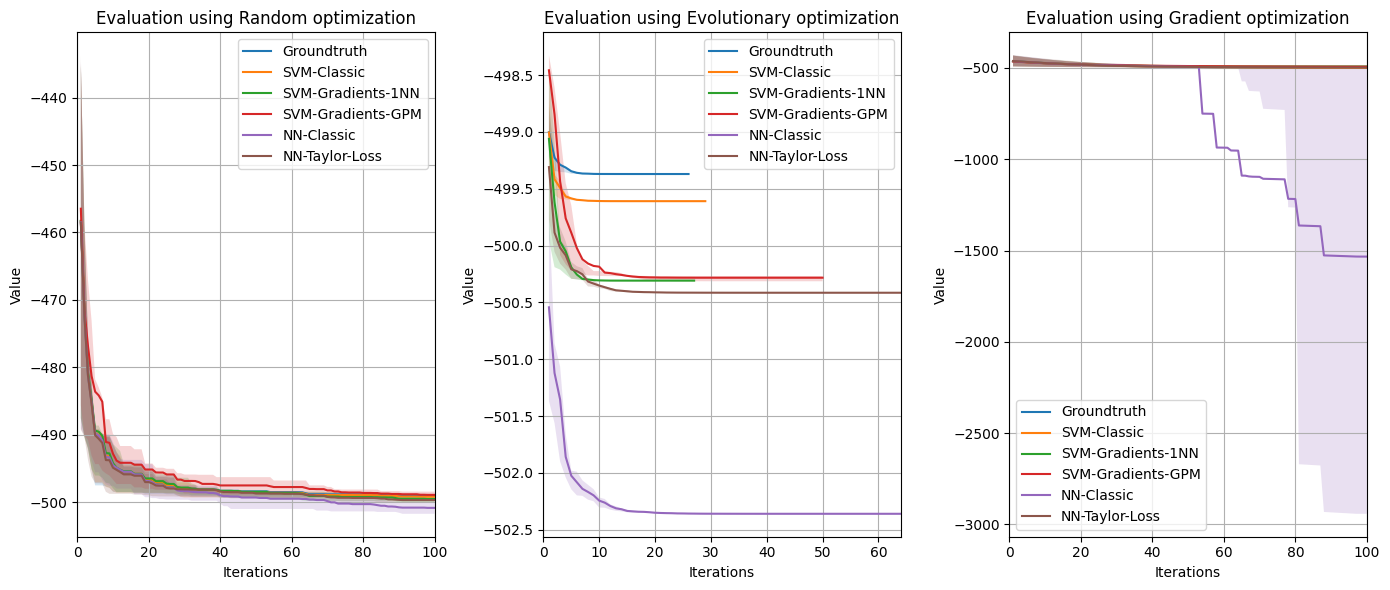 Evaluation using Random optimization
Value
−440
−450
−460
−470
−480
−490
−500
0 20 40 60 80 100
Iterations
Groundtruth
SVM-Classic
SVM-Gradients-1NN
SVM-Gradients-GPM
NN-Classic
NN-Taylor-Loss
Evaluation using Evolutionary optimization
Value
−498.5
−499.0
−499.5
−500.0
−500.5
−501.0
−501.5
−502.0
−502.5
0 10 20 30 40 50 60
Iterations
Groundtruth
SVM-Classic
SVM-Gradients-1NN
SVM-Gradients-GPM
NN-Classic
NN-Taylor-Loss
Evaluation using Gradient optimization
Value
−500
−1000
−1500
−2000
−2500
−3000
0 20 40 60 80 100
Iterations
Groundtruth
SVM-Classic
SVM-Gradients-1NN
SVM-Gradients-GPM
NN-Classic
NN-Taylor-Loss